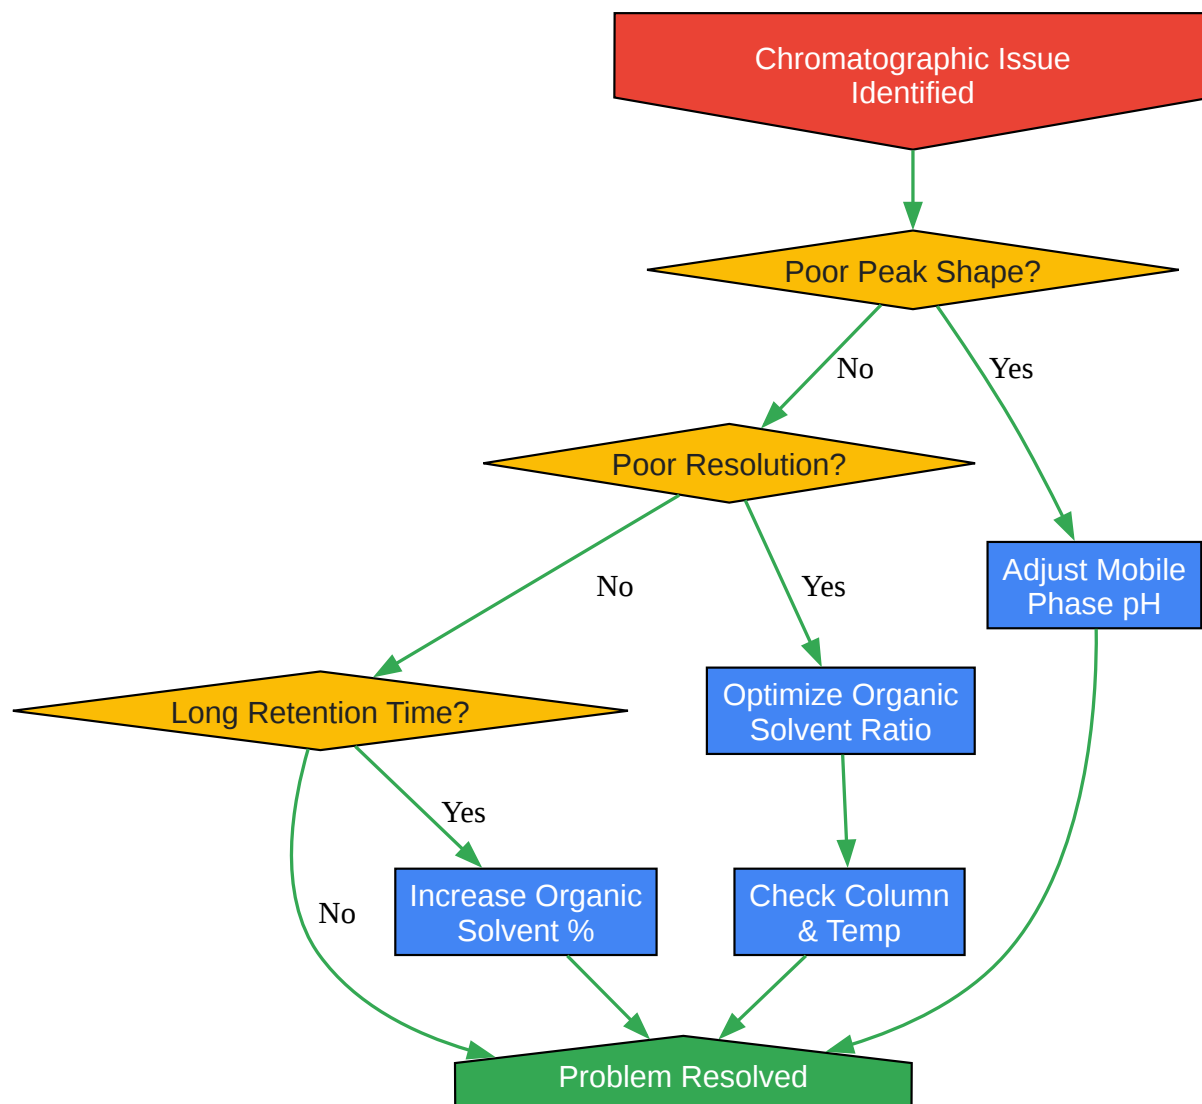 Chromatographic Issue
Identified
Poor Peak Shape?
No
Yes
Poor Resolution?
No
Yes
Adjust Mobile
Phase pH
Optimize Organic
Solvent Ratio
Long Retention Time?
Yes
No
Increase Organic
Solvent %
Check Column
& Temp
Problem Resolved